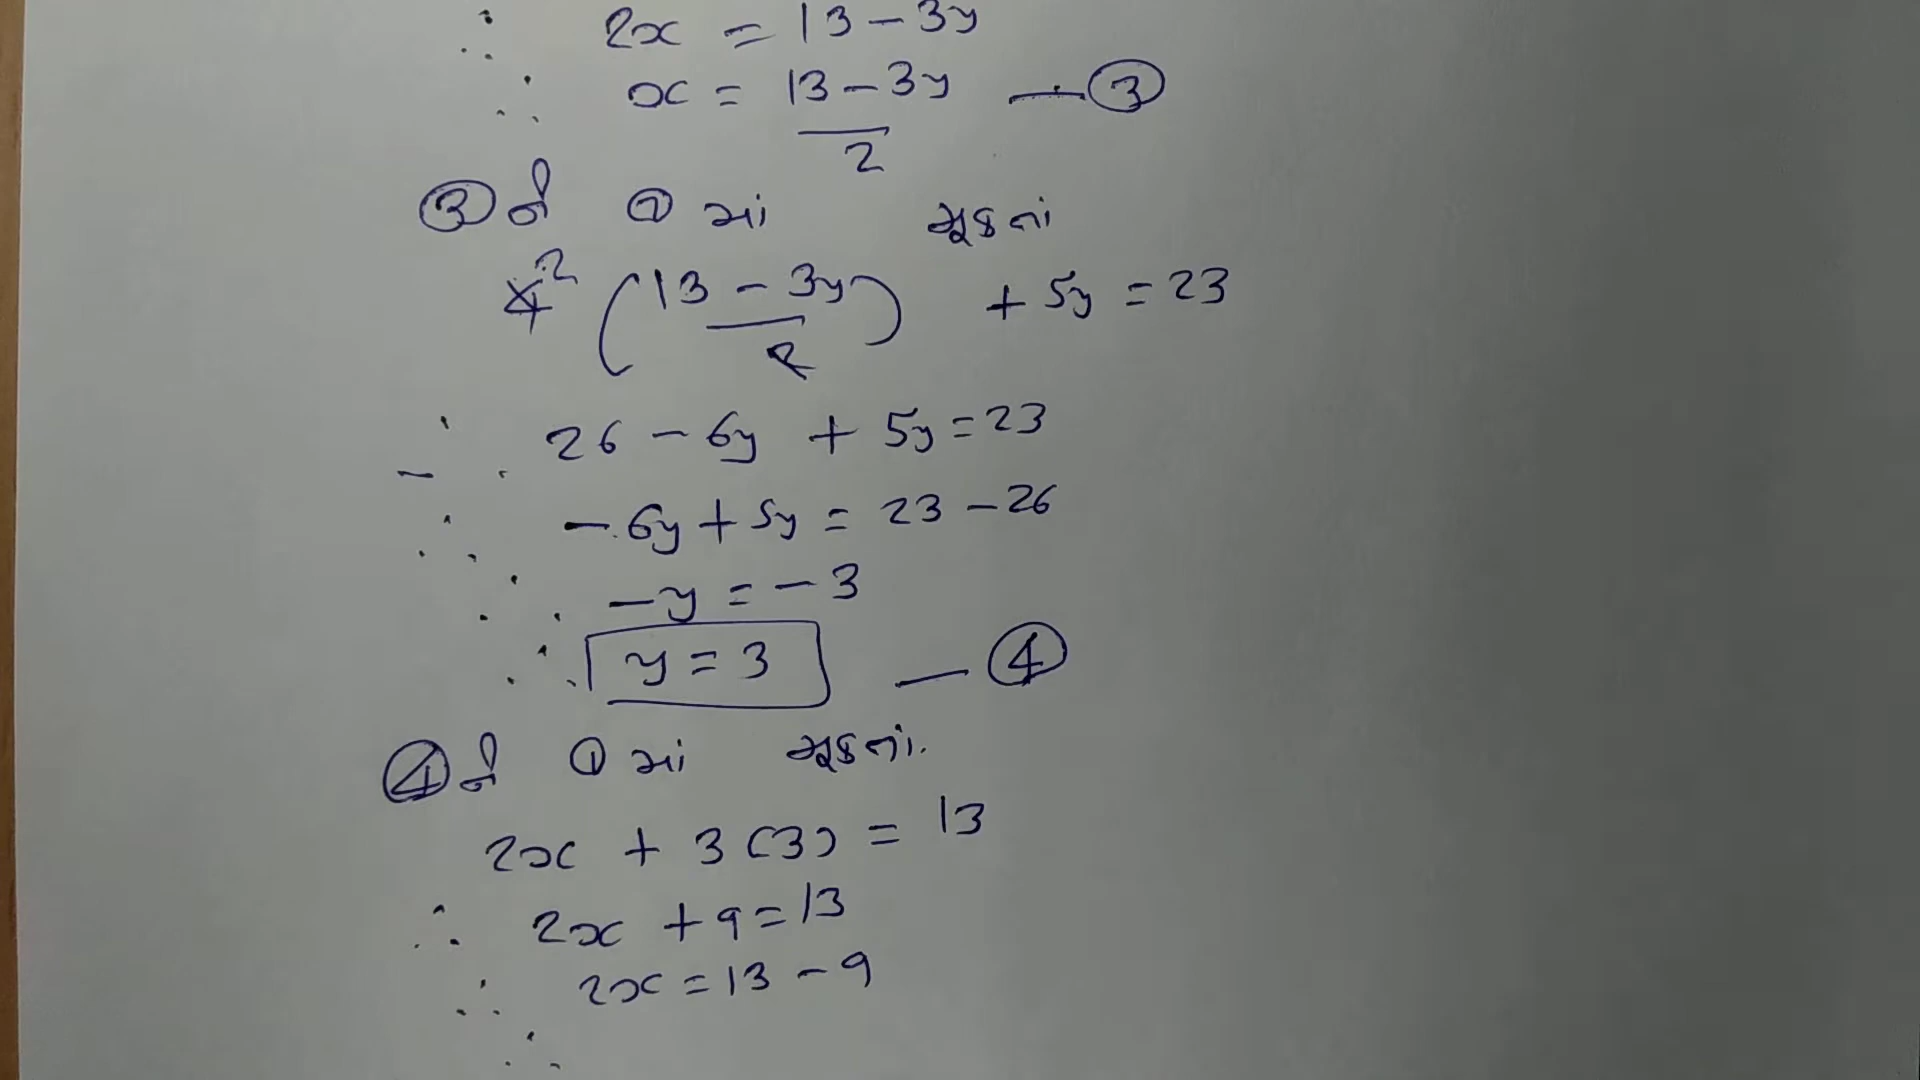 ∴ 2x = 13 - 3y
∴ x = 13 - 3y / 2 — ③
③ ને ② માં મૂકતાં
4² (13 - 3y / 2) + 5y = 23
∴ 26 - 6y + 5y = 23
∴ - 6y + 5y = 23 - 26
∴ - y = - 3
∴ y = 3 — ④
④ ને ① માં મૂકતાં.
2x + 3(3) = 13
∴ 2x + 9 = 13
∴ 2x = 13 - 9
∴